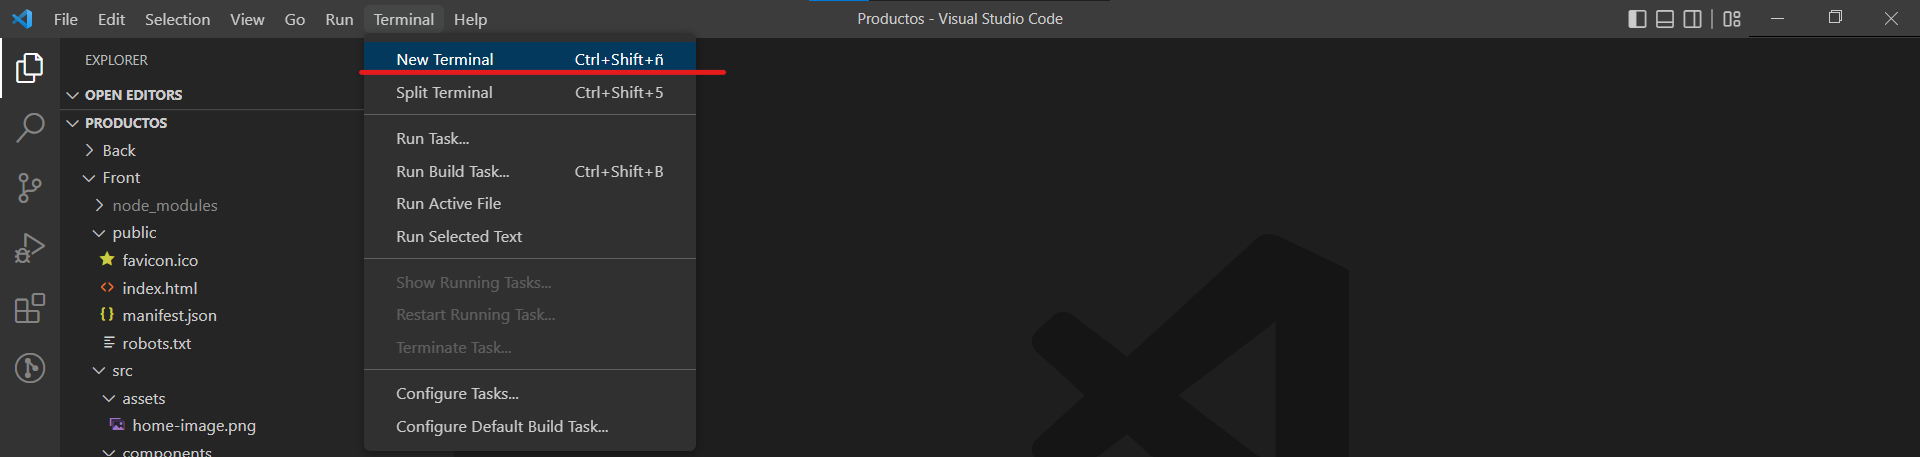 File Edit Selection View Go Run Terminal Help
Productos - Visual Studio Code
EXPLORER
OPEN EDITORS
PRODUCTOS
Back
Front
node_modules
public
favicon.ico
index.html
manifest.json
robots.txt
src
assets
home-image.png
components
New Terminal Ctrl+Shift+ñ
Split Terminal Ctrl+Shift+5
Run Task...
Run Build Task... Ctrl+Shift+B
Run Active File
Run Selected Text
Show Running Tasks...
Restart Running Task...
Terminate Task...
Configure Tasks...
Configure Default Build Task...